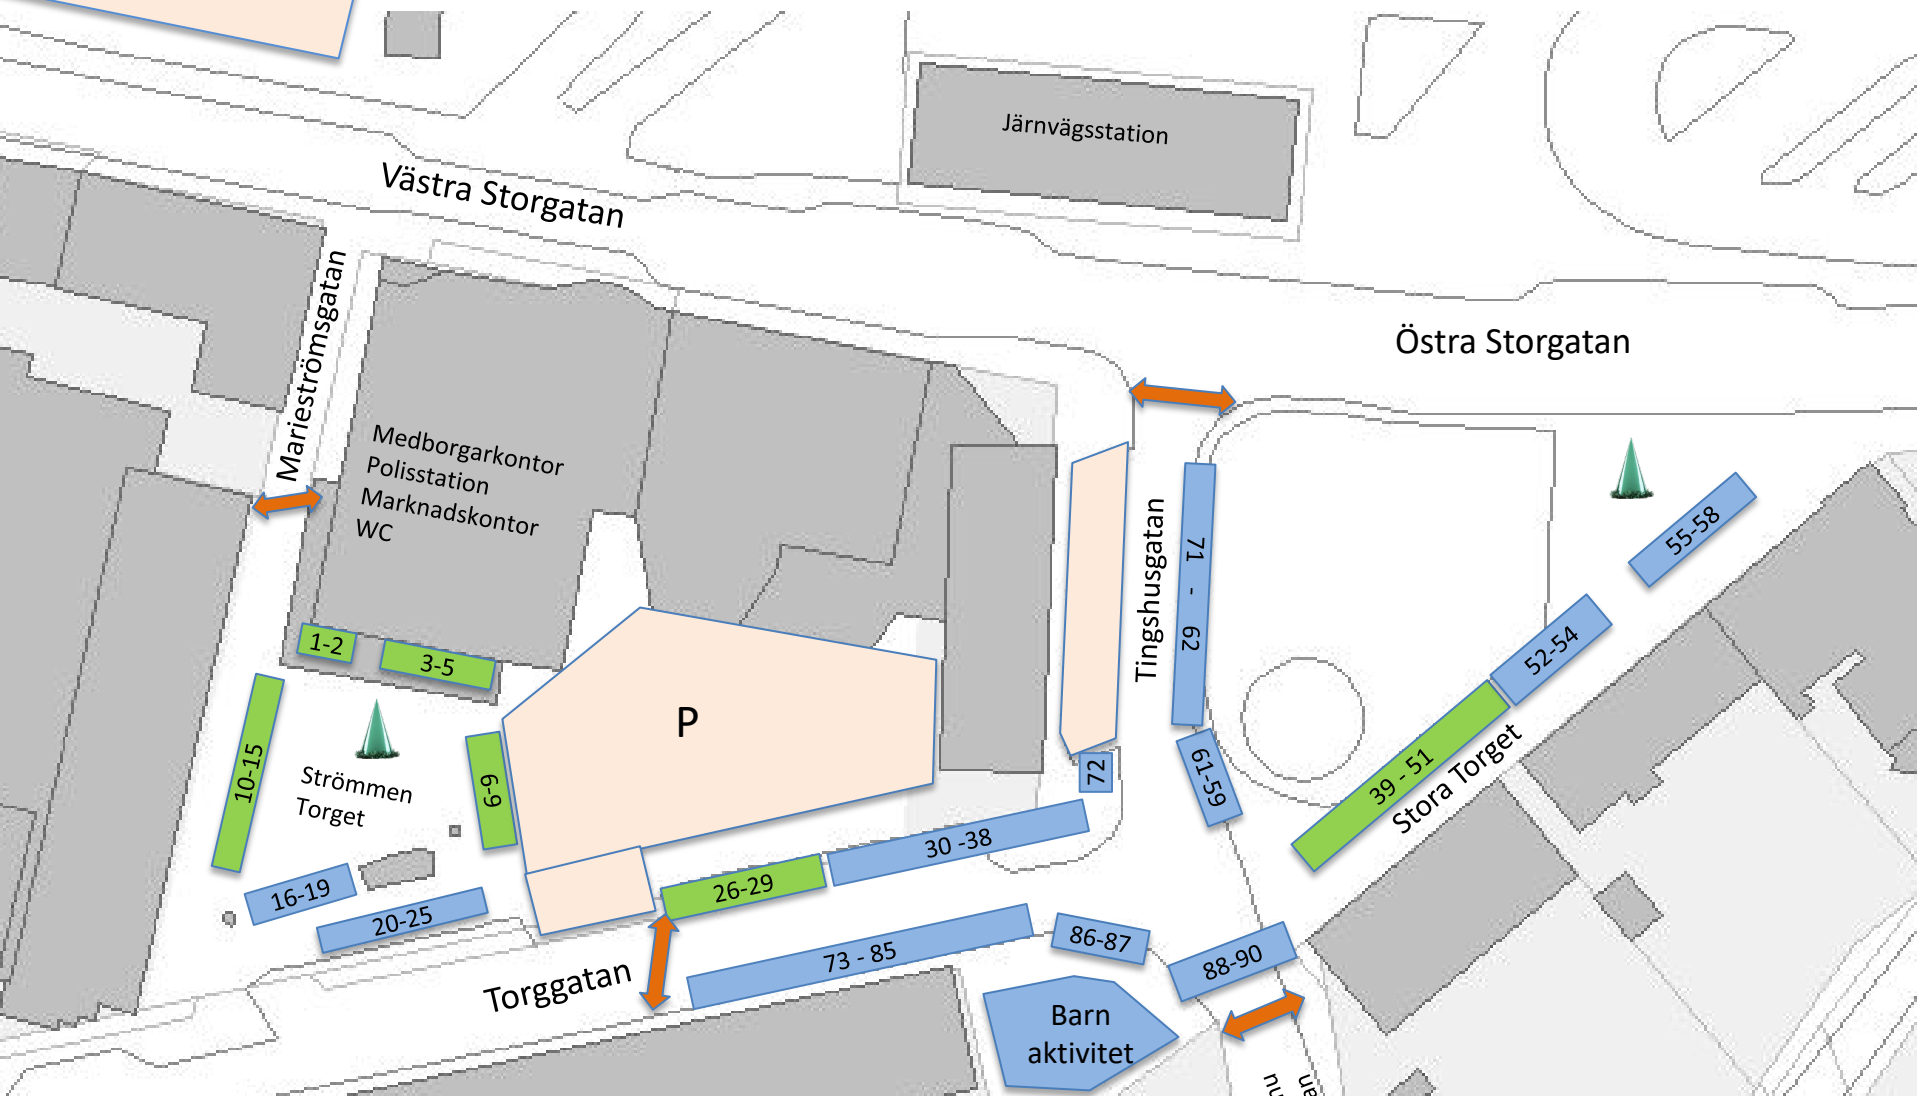 Järnvägsstation
Västra Storgatan
Östra Storgatan
Marieströmsgatan
Medborgarkontor
Polisstation
Marknadskontor
WC
Tingshusgatan
71 - 62
55-58
52-54
1-2
3-5
P
39 - 51
Stora Torget
10-15
6-9
Strömmen
Torget
72
61-59
30 -38
26-29
16-19
20-25
73 - 85
86-87
88-90
Torggatan
Barn
aktivitet